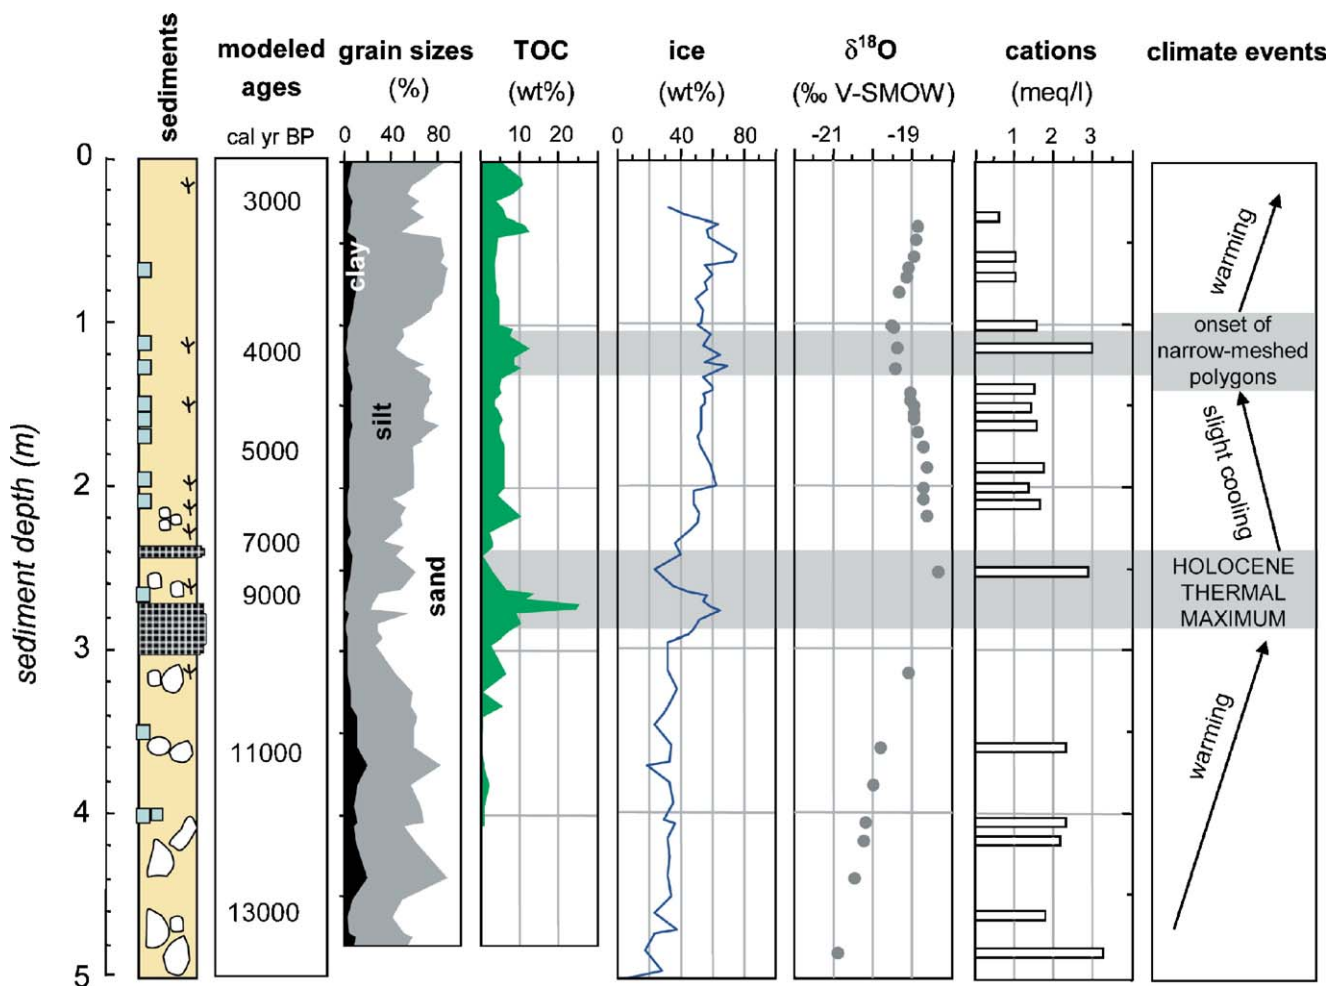 sediments
modeled
ages
cal yr BP
grain sizes
(%)
TOC
(wt%)
ice
(wt%)
δ18O
(‰ V-SMOW)
cations
(meq/l)
climate events
0 40 80
10 20
0 40 80
-21 -19
1 2 3
sediment depth (m)
0
1
2
3
4
5
3000
4000
5000
7000
9000
11000
13000
clay
silt
sand
warming
onset of
narrow-meshed
polygons
slight cooling
HOLOCENE
THERMAL
MAXIMUM
warming